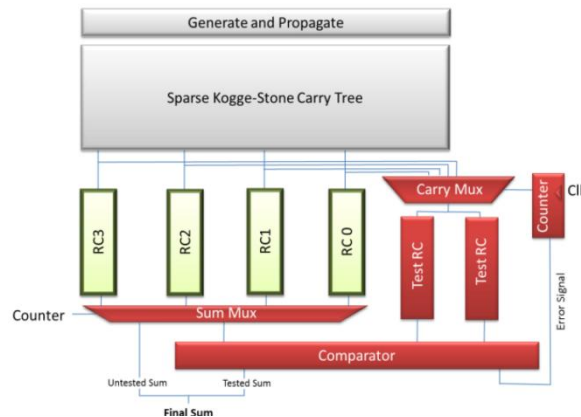 Generate and Propagate
Sparse Kogge-Stone Carry Tree
Carry Mux
Counter
RC3
RC2
RC1
RC 0
Test RC
Test RC
Error Signal
Counter
Sum Mux
Comparator
Untested Sum
Tested Sum
Final Sum